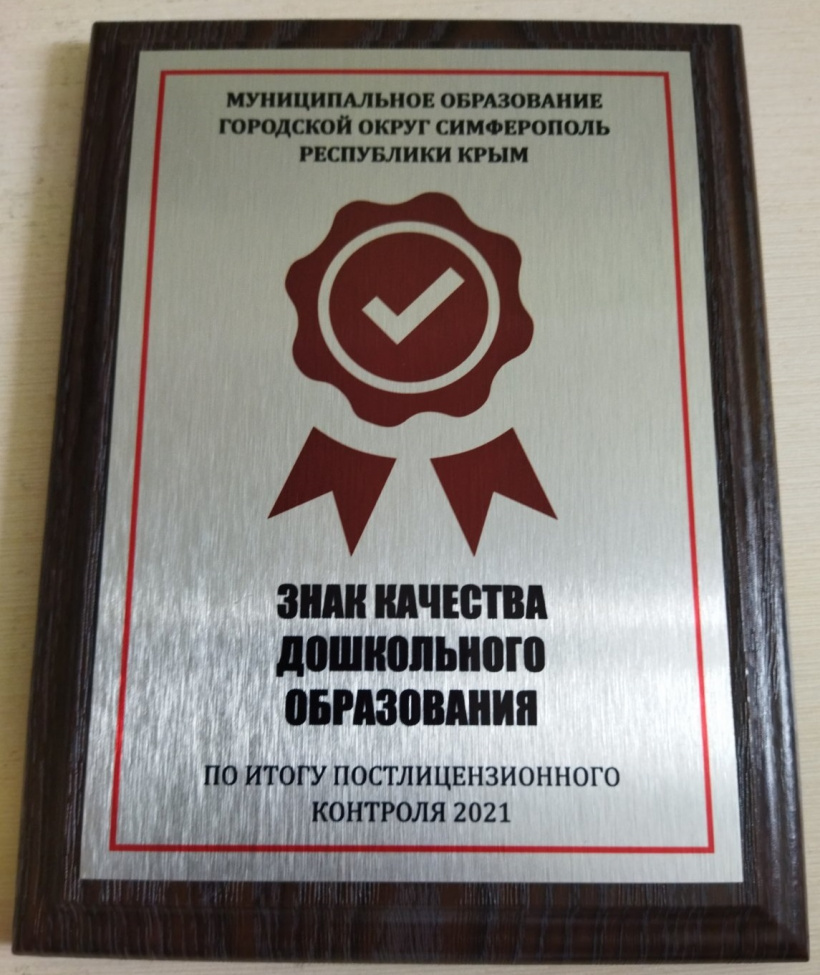 МУНИЦИПАЛЬНОЕ ОБРАЗОВАНИЕ
ГОРОДСКОЙ ОКРУГ СИМФЕРОПОЛЬ
РЕСПУБЛИКИ КРЫМ
ЗНАК КАЧЕСТВА
ДОШКОЛЬНОГО
ОБРАЗОВАНИЯ
ПО ИТОГУ ПОСТЛИЦЕНЗИОННОГО
КОНТРОЛЯ 2021